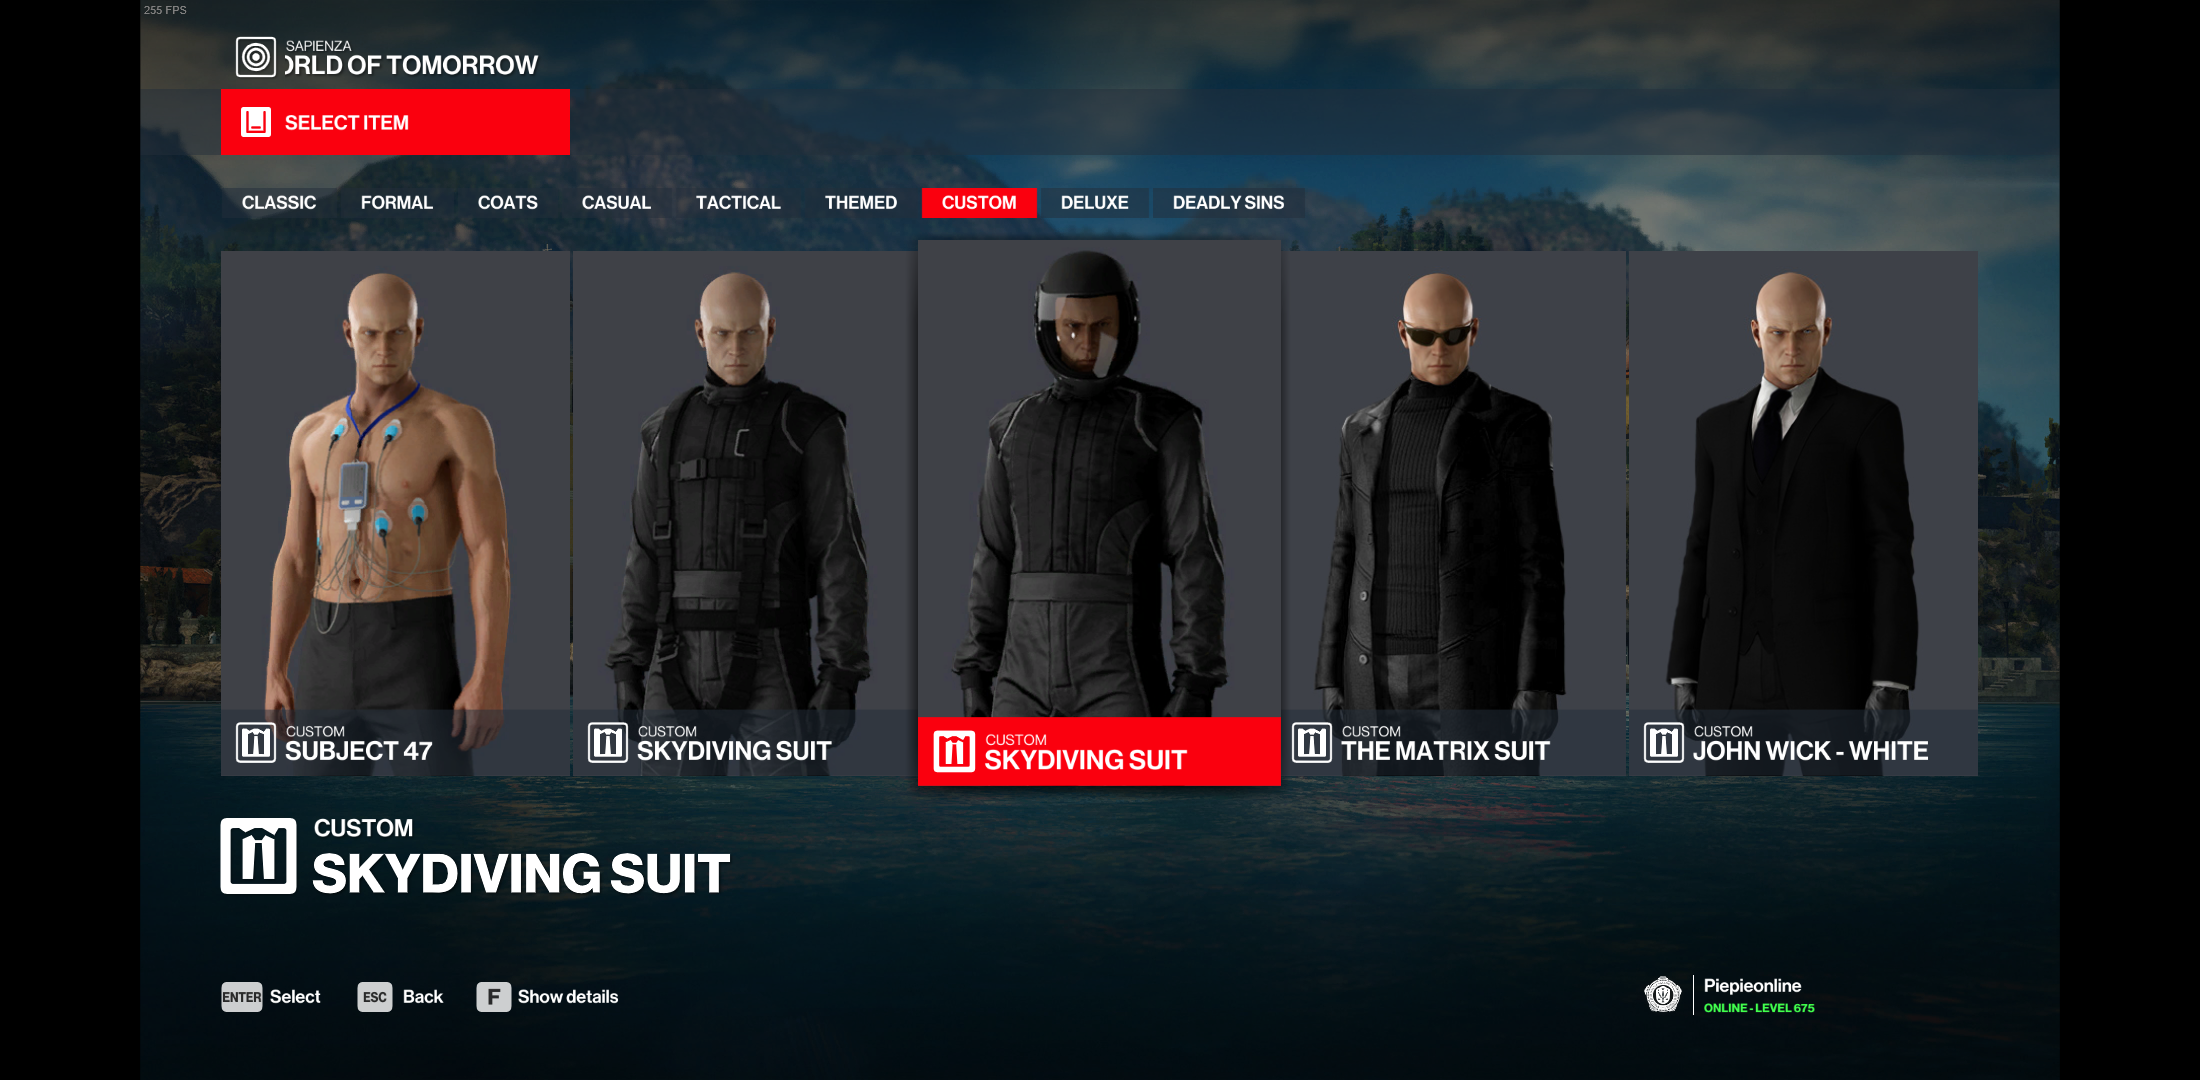 255 FPS
SAPIENZA
ORLD OF TOMORROW
SELECT ITEM
CLASSIC FORMAL COATS CASUAL TACTICAL THEMED CUSTOM DELUXE DEADLY SINS
CUSTOM
SUBJECT 47
CUSTOM
SKYDIVING SUIT
CUSTOM
SKYDIVING SUIT
CUSTOM
THE MATRIX SUIT
CUSTOM
JOHN WICK - WHITE
CUSTOM
SKYDIVING SUIT
ENTER Select ESC Back F Show details
Piepieonline
ONLINE - LEVEL 675